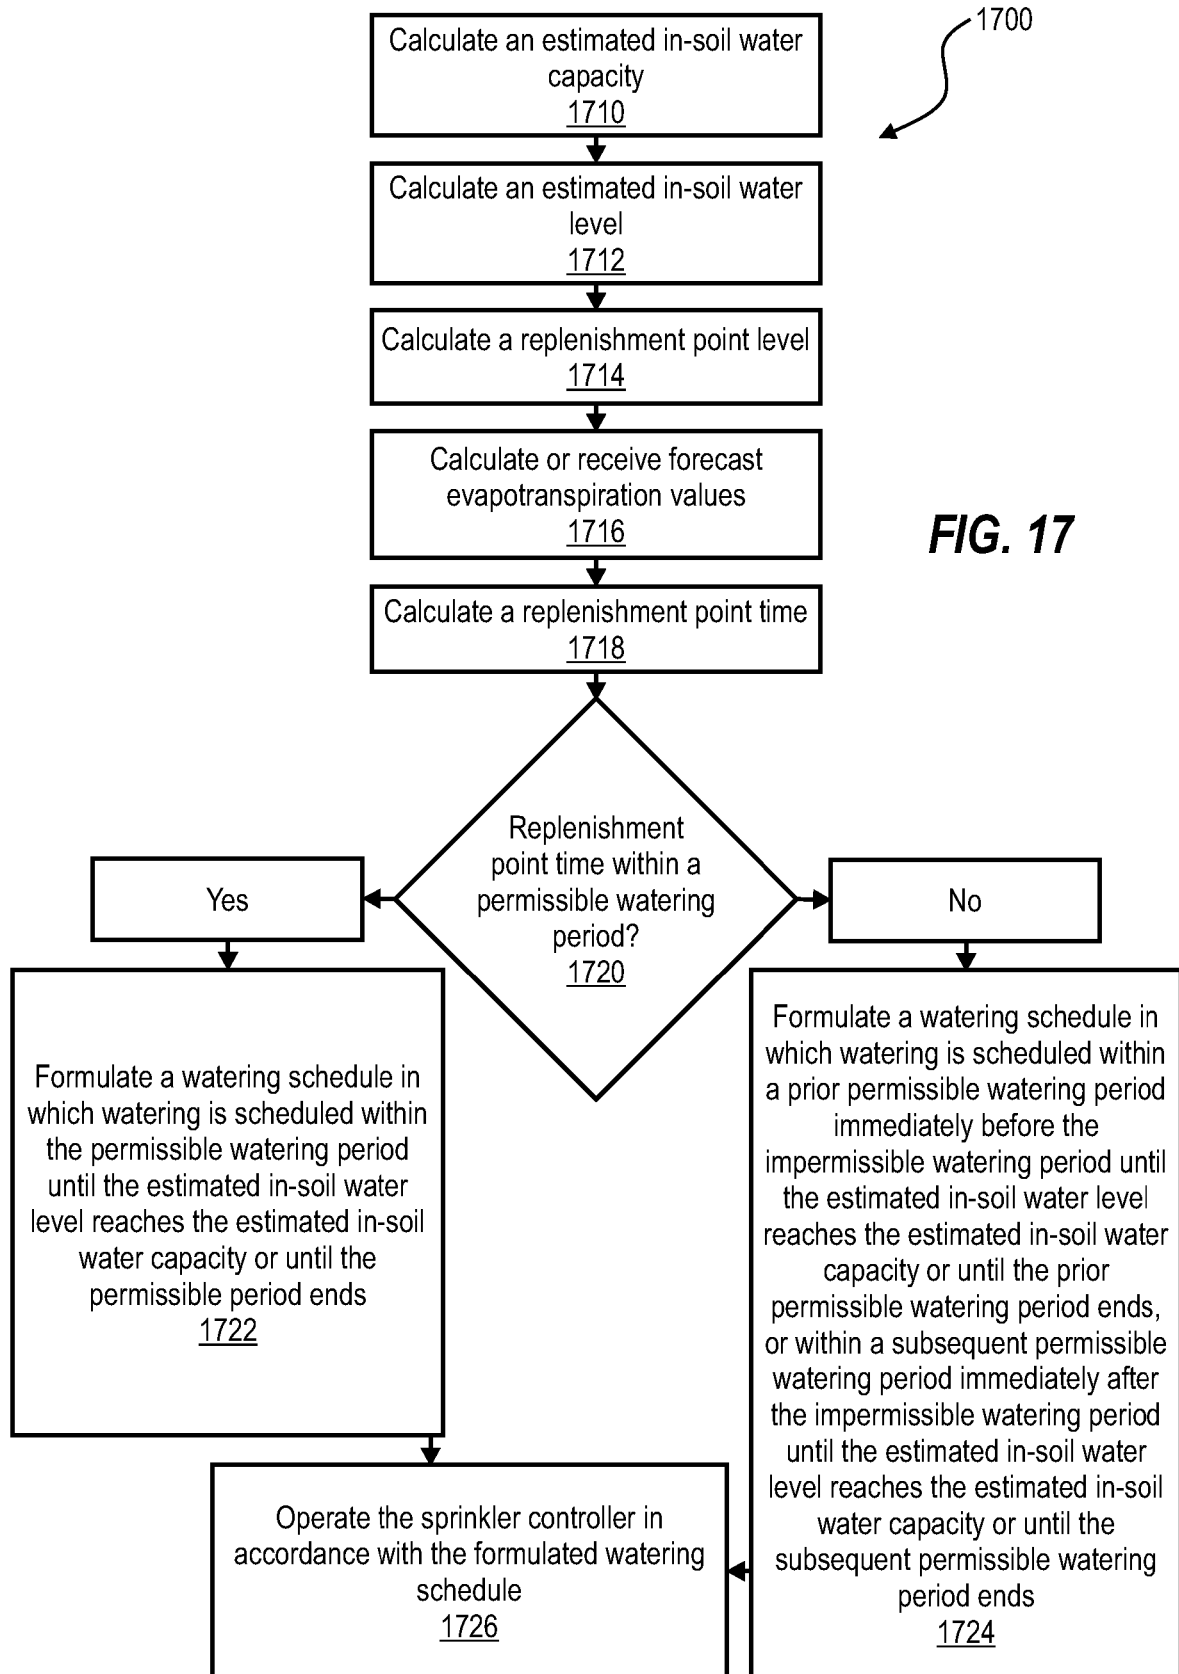 1700
Calculate an estimated in-soil water
capacity
1710
Calculate an estimated in-soil water
level
1712
Calculate a replenishment point level
1714
Calculate or receive forecast
evapotranspiration values
1716
FIG. 17
Calculate a replenishment point time
1718
Replenishment
point time within a
permissible watering
period?
1720
Yes
No
Formulate a watering schedule in
which watering is scheduled within
the permissible watering period
until the estimated in-soil water
level reaches the estimated in-soil
water capacity or until the
permissible period ends
1722
Formulate a watering schedule in
which watering is scheduled within
a prior permissible watering period
immediately before the
impermissible watering period until
the estimated in-soil water level
reaches the estimated in-soil water
capacity or until the prior
permissible watering period ends,
or within a subsequent permissible
watering period immediately after
the impermissible watering period
until the estimated in-soil water
level reaches the estimated in-soil
water capacity or until the
subsequent permissible watering
period ends
1724
Operate the sprinkler controller in
accordance with the formulated watering
schedule
1726